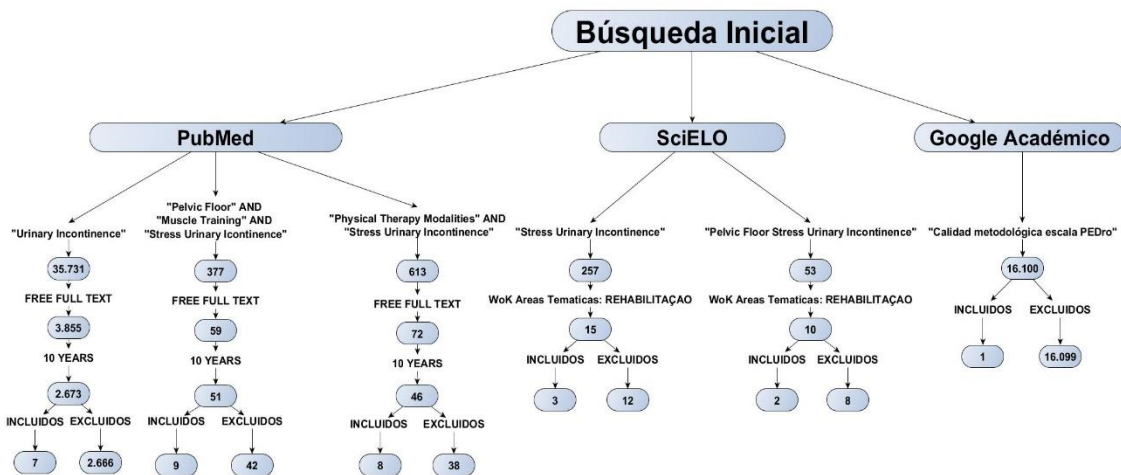 Búsqueda Inicial
PubMed
SciELO
Google Académico
"Urinary Incontinence"
35.731
FREE FULL TEXT
3.855
10 YEARS
2.673
INCLUIDOS
EXCLUIDOS
7
2.666
"Pelvic Floor" AND
"Muscle Training" AND
"Stress Urinary Icontinence"
377
FREE FULL TEXT
59
10 YEARS
51
INCLUIDOS
EXCLUIDOS
9
42
"Physical Therapy Modalities" AND
"Stress Urinary Incontinence"
613
FREE FULL TEXT
72
10 YEARS
46
INCLUIDOS
EXCLUIDOS
8
38
"Stress Urinary Incontinence"
257
WoK Areas Tematicas: REHABILITAÇAO
15
INCLUIDOS
EXCLUIDOS
3
12
"Pelvic Floor Stress Urinary Incontinence"
53
WoK Areas Tematicas: REHABILITAÇAO
10
INCLUIDOS
EXCLUIDOS
2
8
"Calidad metodológica escala PEDro"
16.100
INCLUIDOS
EXCLUIDOS
1
16.099